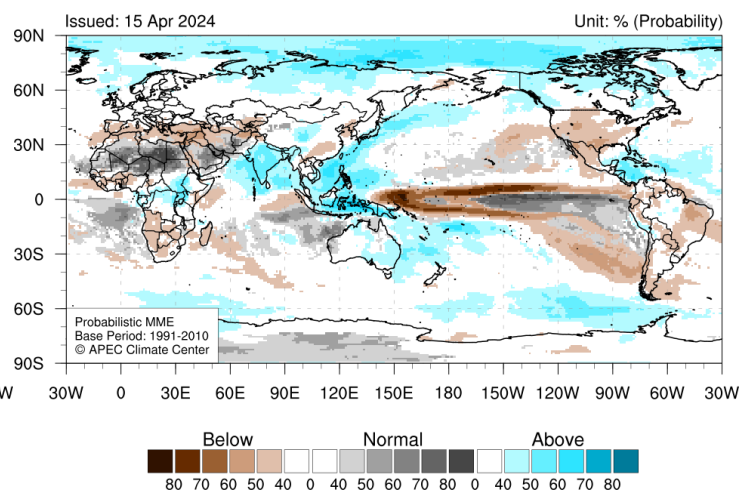 Issued: 15 Apr 2024
Unit: % (Probability)
90N
60N
30N
0
30S
60S
90S
Probabilistic MME
Base Period: 1991-2010
© APEC Climate Center
W 30W 0 30E 60E 90E 120E 150E 180 150W 120W 90W 60W 30W
Below Normal Above
80 70 60 50 40 0 40 50 60 70 80 0 40 50 60 70 80